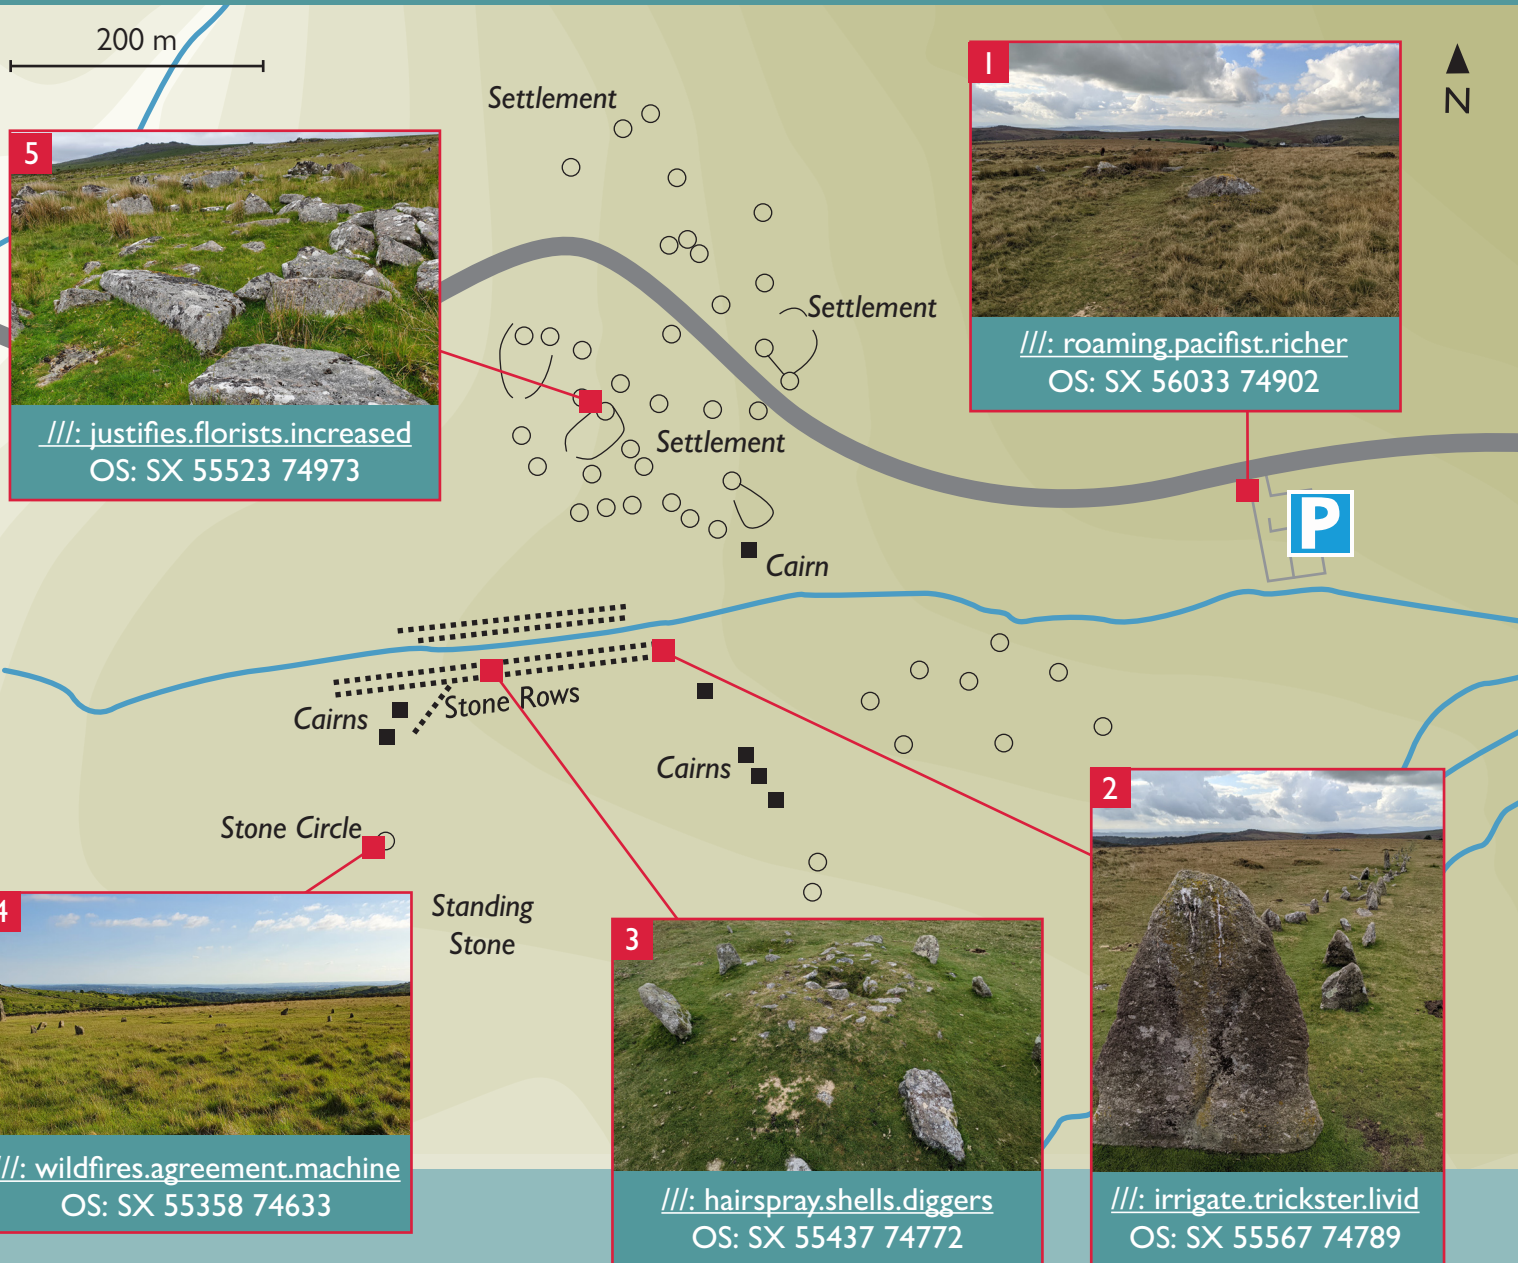 200 m
N
Settlement
1
///: roaming.pacifist.richer
OS: SX 56033 74902
5
///: justifies.florists.increased
OS: SX 55523 74973
Settlement
Settlement
P
Cairn
Stone Rows
Cairns
Cairns
Stone Circle
Standing
Stone
4
///: wildfires.agreement.machine
OS: SX 55358 74633
3
///: hairspray.shells.diggers
OS: SX 55437 74772
2
///: irrigate.trickster.livid
OS: SX 55567 74789